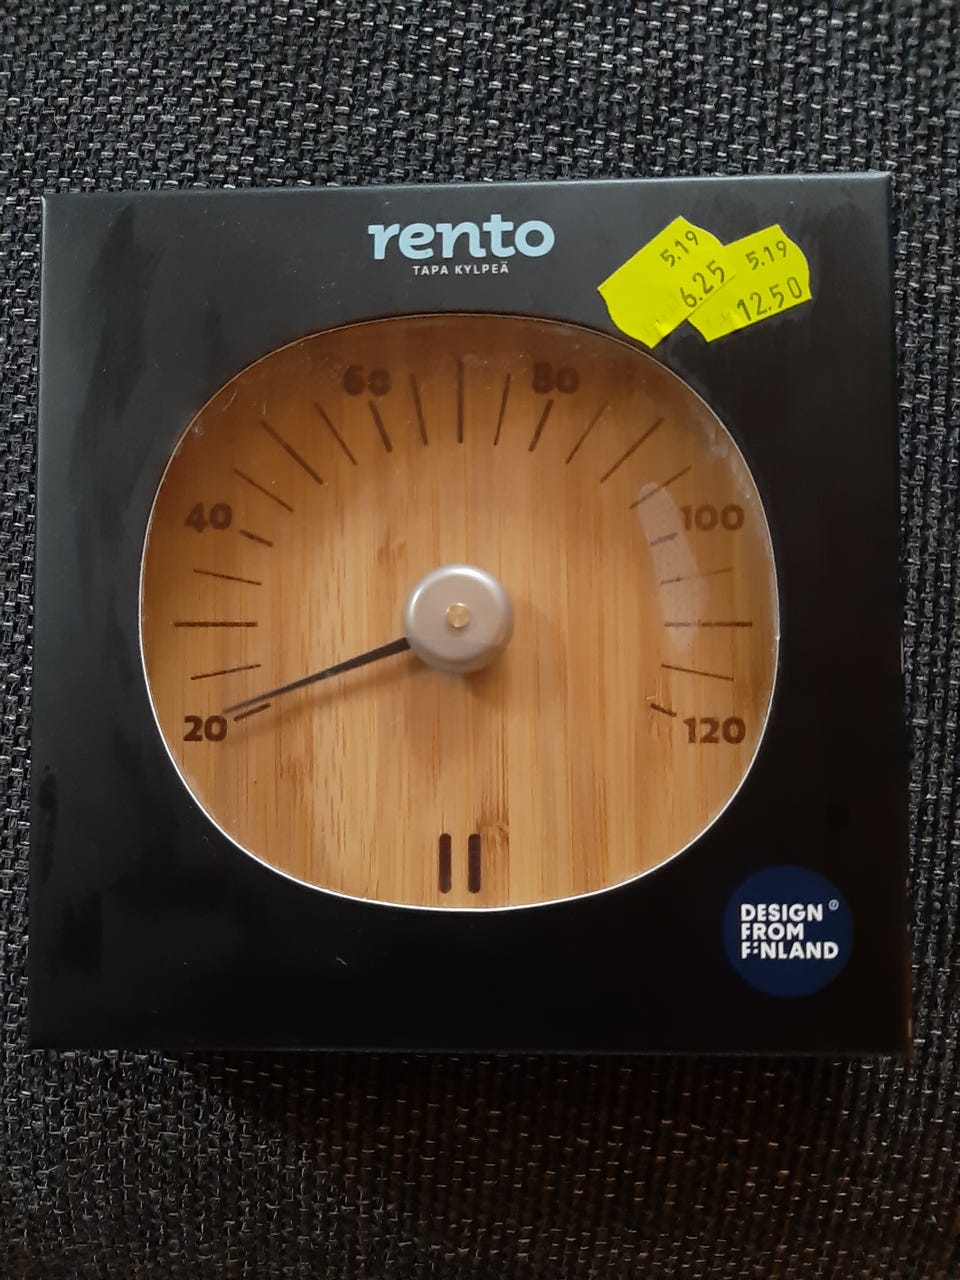 rento
TAPA KYLPEÄ
5.19
6.25
5.19
12.50
60
80
40
100
20
120
DESIGN
FROM
FINLAND